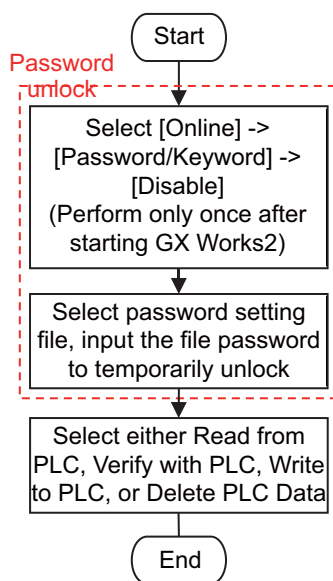 Start
Password
unlock
Select [Online] ->
[Password/Keyword] ->
[Disable]
(Perform only once after
starting GX Works2)
Select password setting
file, input the file password
to temporarily unlock
Select either Read from
PLC, Verify with PLC, Write
to PLC, or Delete PLC Data
End